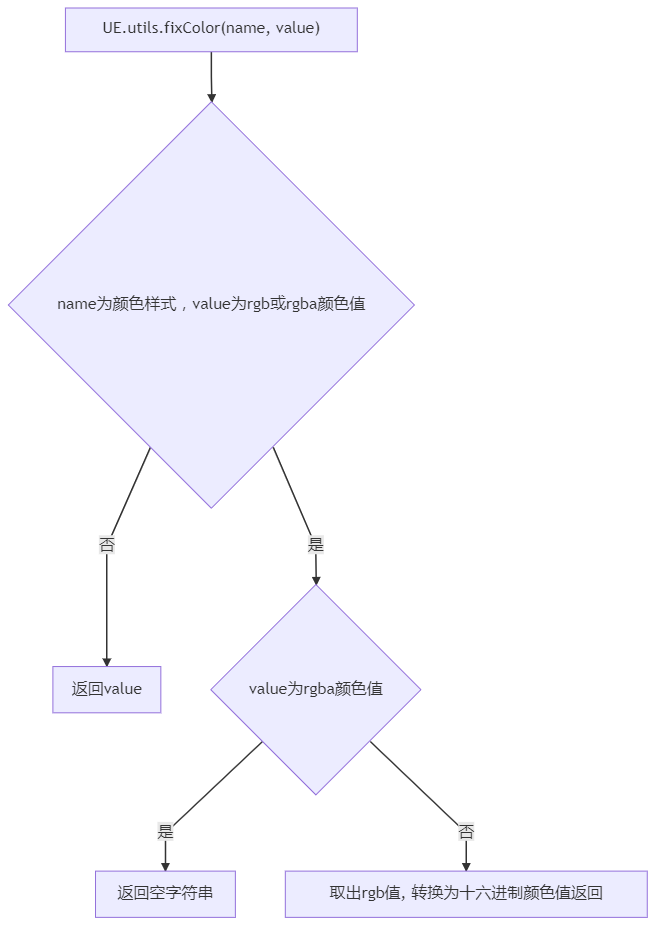 UE.utils.fixColor(name, value)
name为颜色样式，value为rgb或rgba颜色值
否
是
返回value
value为rgba颜色值
是
否
返回空字符串
取出rgb值, 转换为十六进制颜色值返回